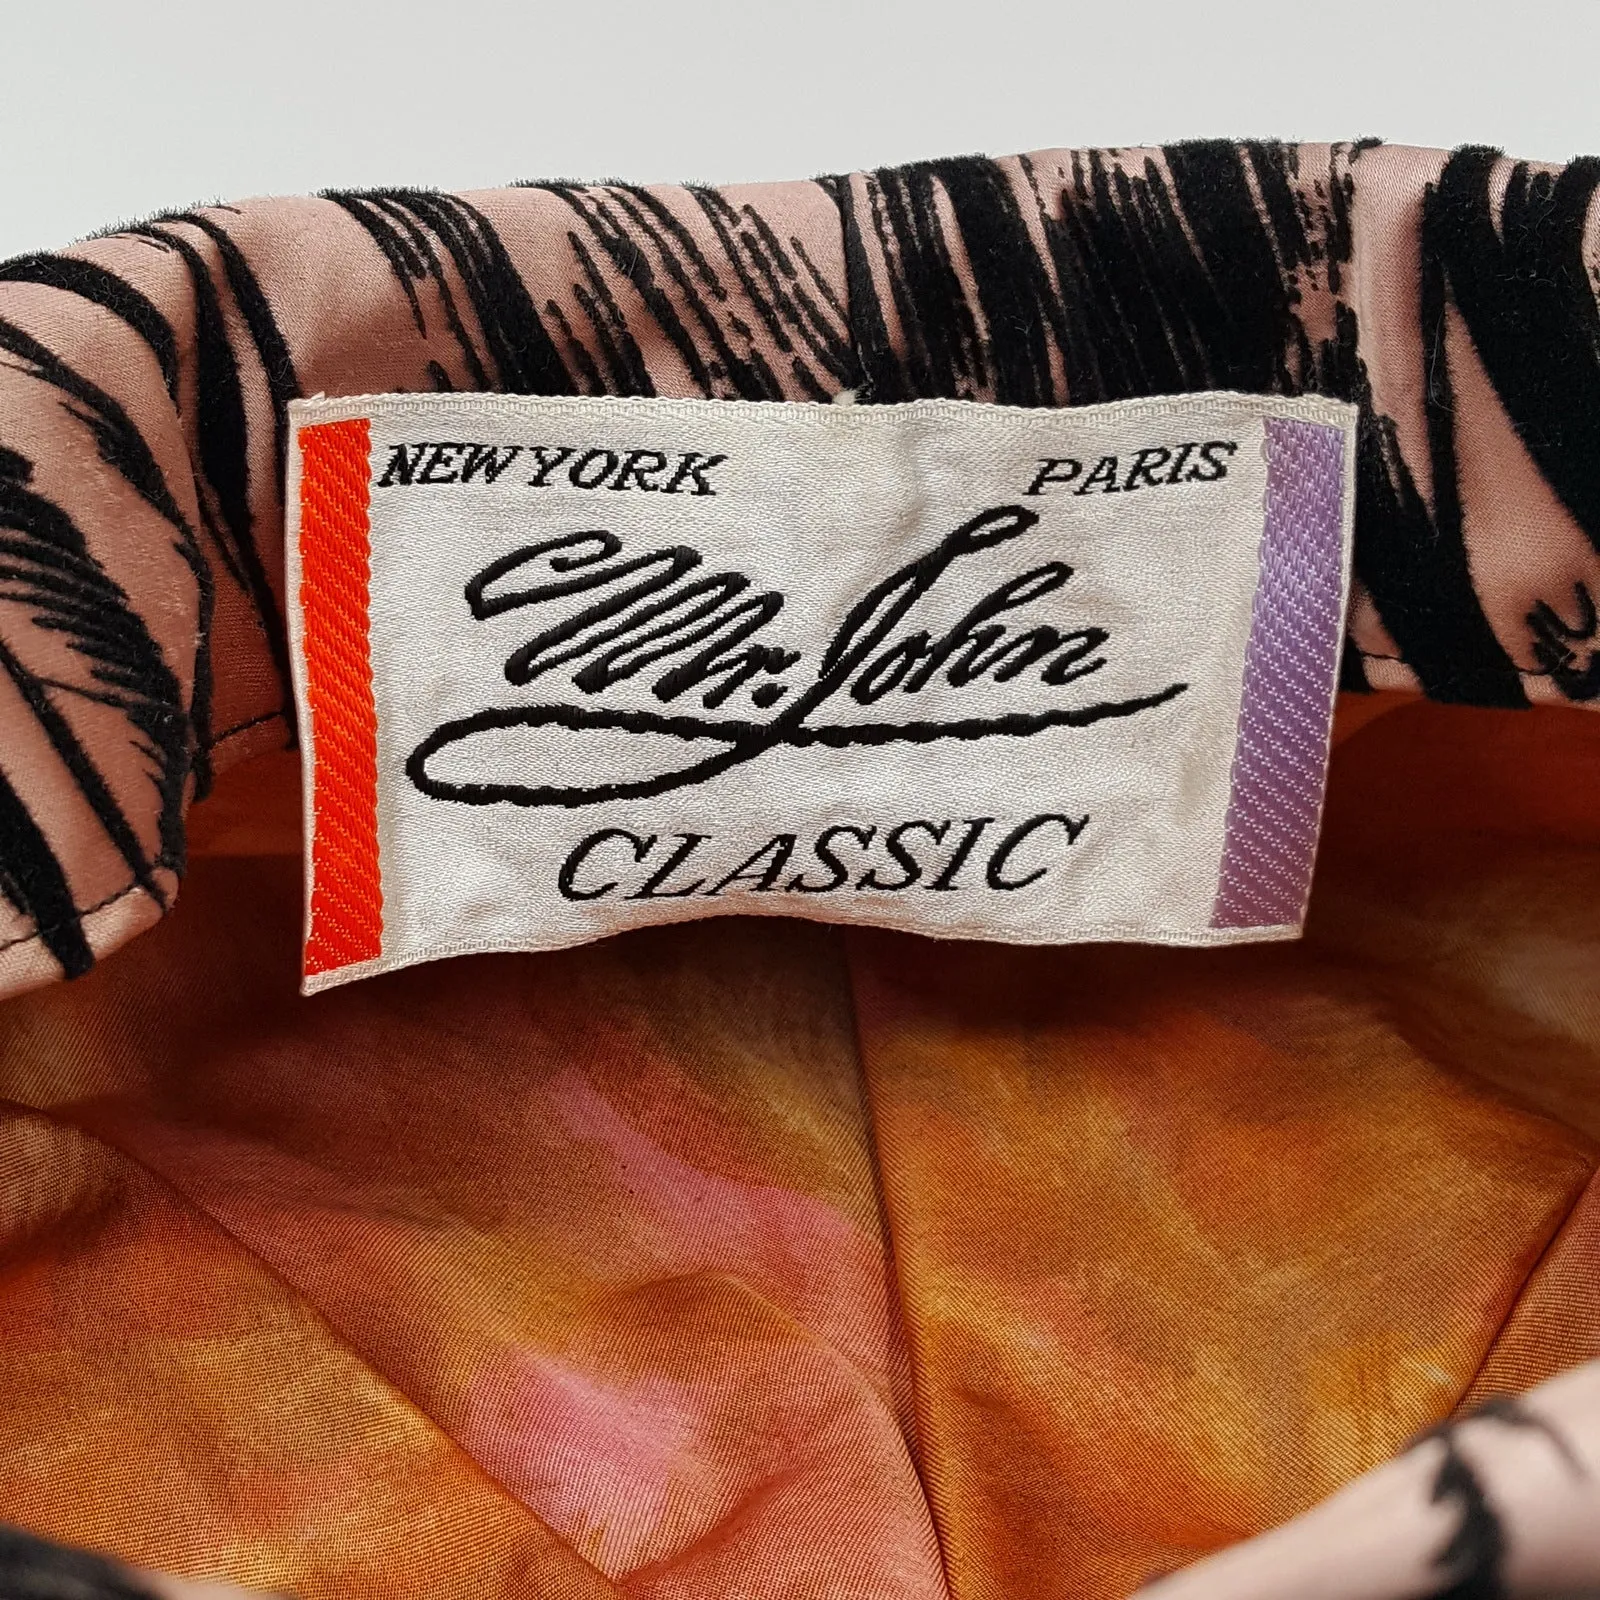 NEW YORK PARIS
Mr. John
CLASSIC